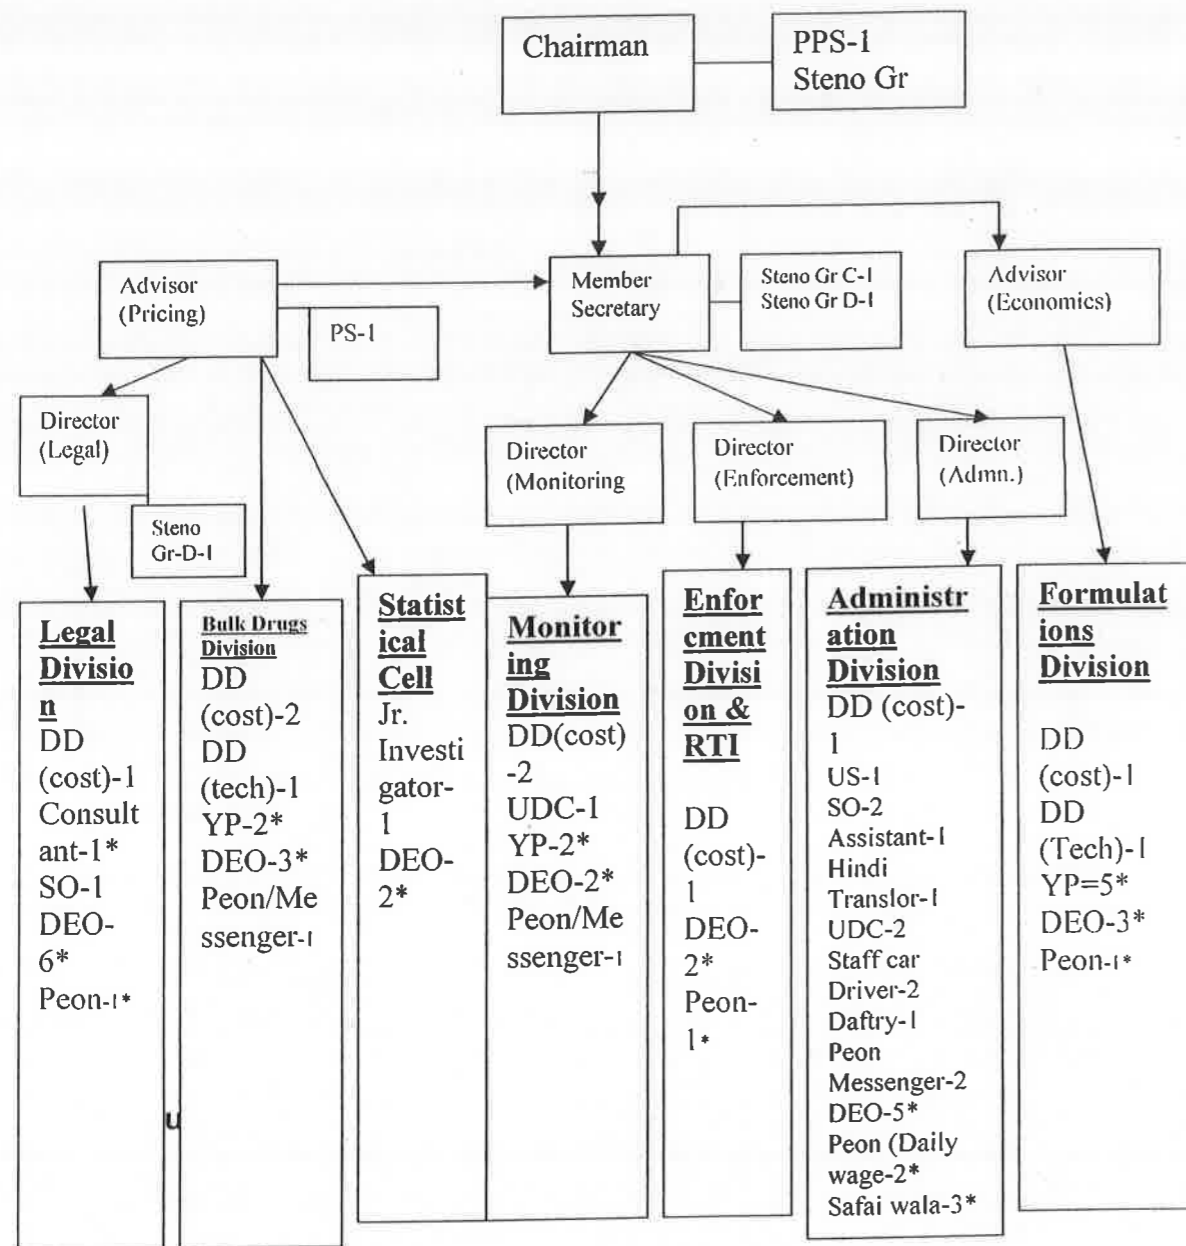 Chairman
PPS-1
Steno Gr
Advisor
(Pricing)
PS-1
Member
Secretary
Steno Gr C-1
Steno Gr D-1
Advisor
(Economics)
Director
(Legal)
Steno
Gr-D-1
Director
(Monitoring
Director
(Enforcement)
Director
(Admn.)
Legal
Divisio
n
DD
(cost)-1
Consult
ant-1*
SO-1
DEO-
6*
Peon-1*
u
Bulk Drugs
Division
DD
(cost)-2
DD
(tech)-1
YP-2*
DEO-3*
Peon/Me
ssenger-1
Statist
ical
Cell
Jr.
Investi
gator-
1
DEO-
2*
Monitor
ing
Division
DD(cost)
-2
UDC-1
YP-2*
DEO-2*
Peon/Me
ssenger-1
Enfor
cment
Divisi
on &
RTI
DD
(cost)-
1
DEO-
2*
Peon-
1*
Administr
ation
Division
DD (cost)-
1
US-1
SO-2
Assistant-1
Hindi
Translor-1
UDC-2
Staff car
Driver-2
Daftry-1
Peon
Messenger-2
DEO-5*
Peon (Daily
wage-2*
Safai wala-3*
Formulat
ions
Division
DD
(cost)-1
DD
(Tech)-1
YP=5*
DEO-3*
Peon-1*